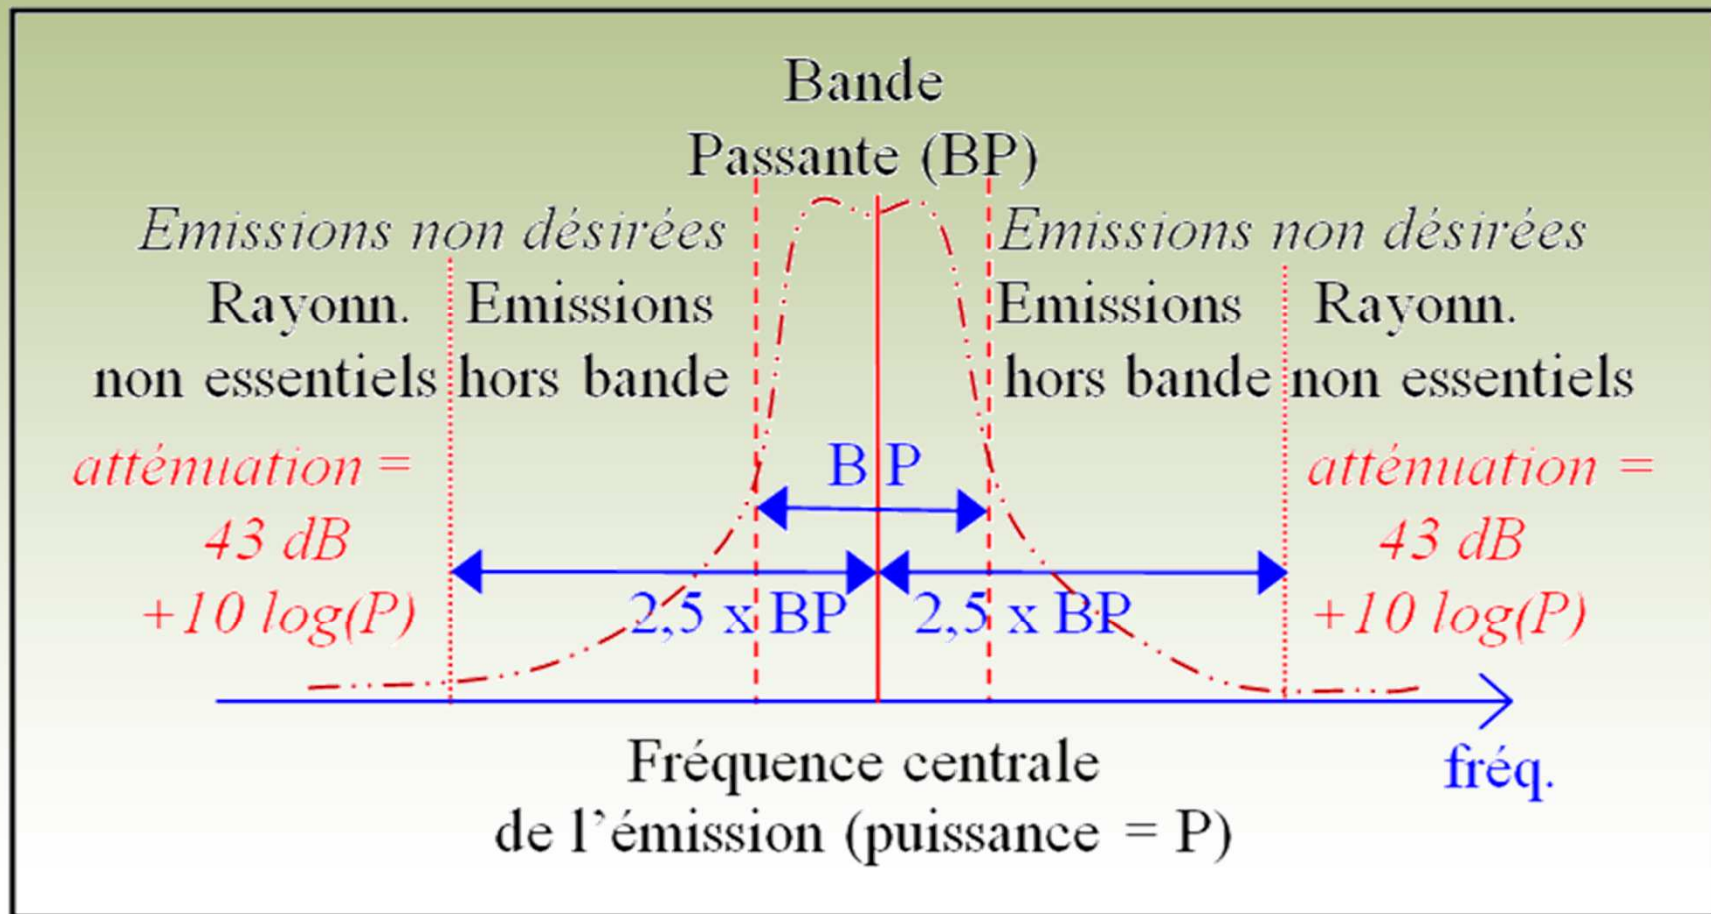 Bande
Passante (BP)
Emissions non désirées
Rayonn.
non essentiels
Emissions
hors bande
Emissions non désirées
Emissions
hors bande
Rayonn.
non essentiels
atténuation =
43 dB
+10 log(P)
BP
2,5 x BP
2,5 x BP
atténuation =
43 dB
+10 log(P)
fréq.
Fréquence centrale
de l’émission (puissance = P)